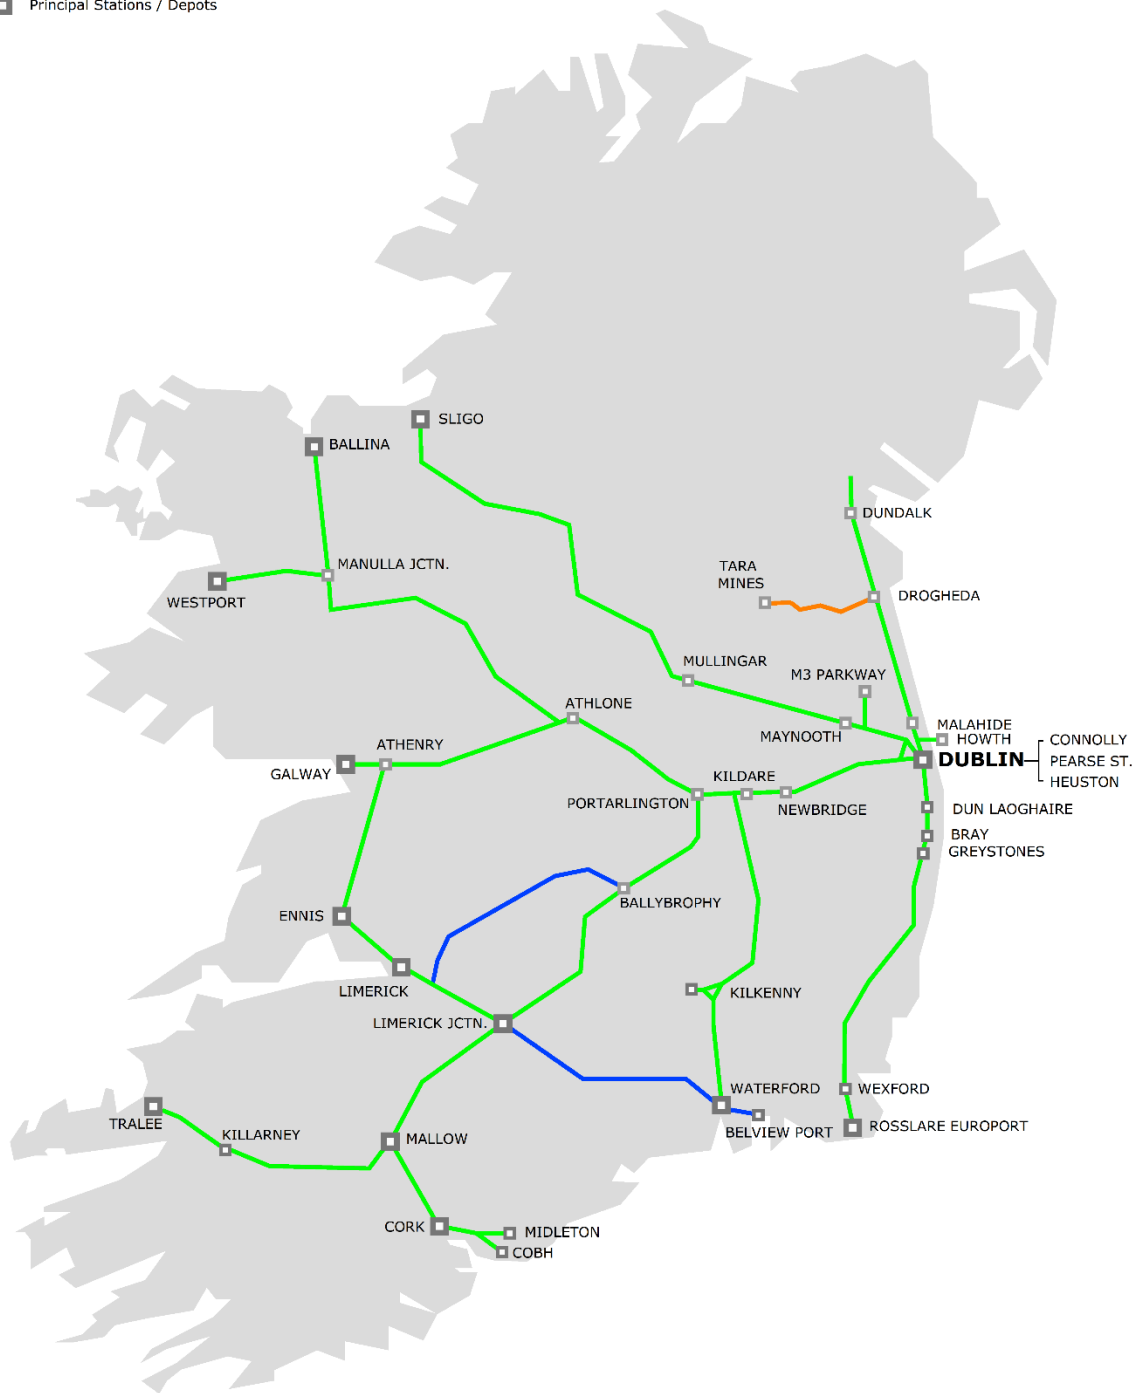 Principal Stations / Depots
SLIGO
BALLINA
DUNDALK
MANULLA JCTN.
TARA
MINES
WESTPORT
DROGHEDA
MULLINGAR
M3 PARKWAY
ATHLONE
MALAHIDE
MAYNOOTH
HOWTH
CONNOLLY
ATHENRY
DUBLIN
PEARSE ST.
GALWAY
KILDARE
HEUSTON
PORTARLINGTON
NEWBRIDGE
DUN LAOGHAIRE
BRAY
GREYSTONES
BALLYBROPHY
ENNIS
LIMERICK
KILKENNY
LIMERICK JCTN.
WATERFORD
WEXFORD
TRALEE
ROSSLARE EUROPORT
BELVIEW PORT
KILLARNEY
MALLOW
CORK
MIDLETON
COBH